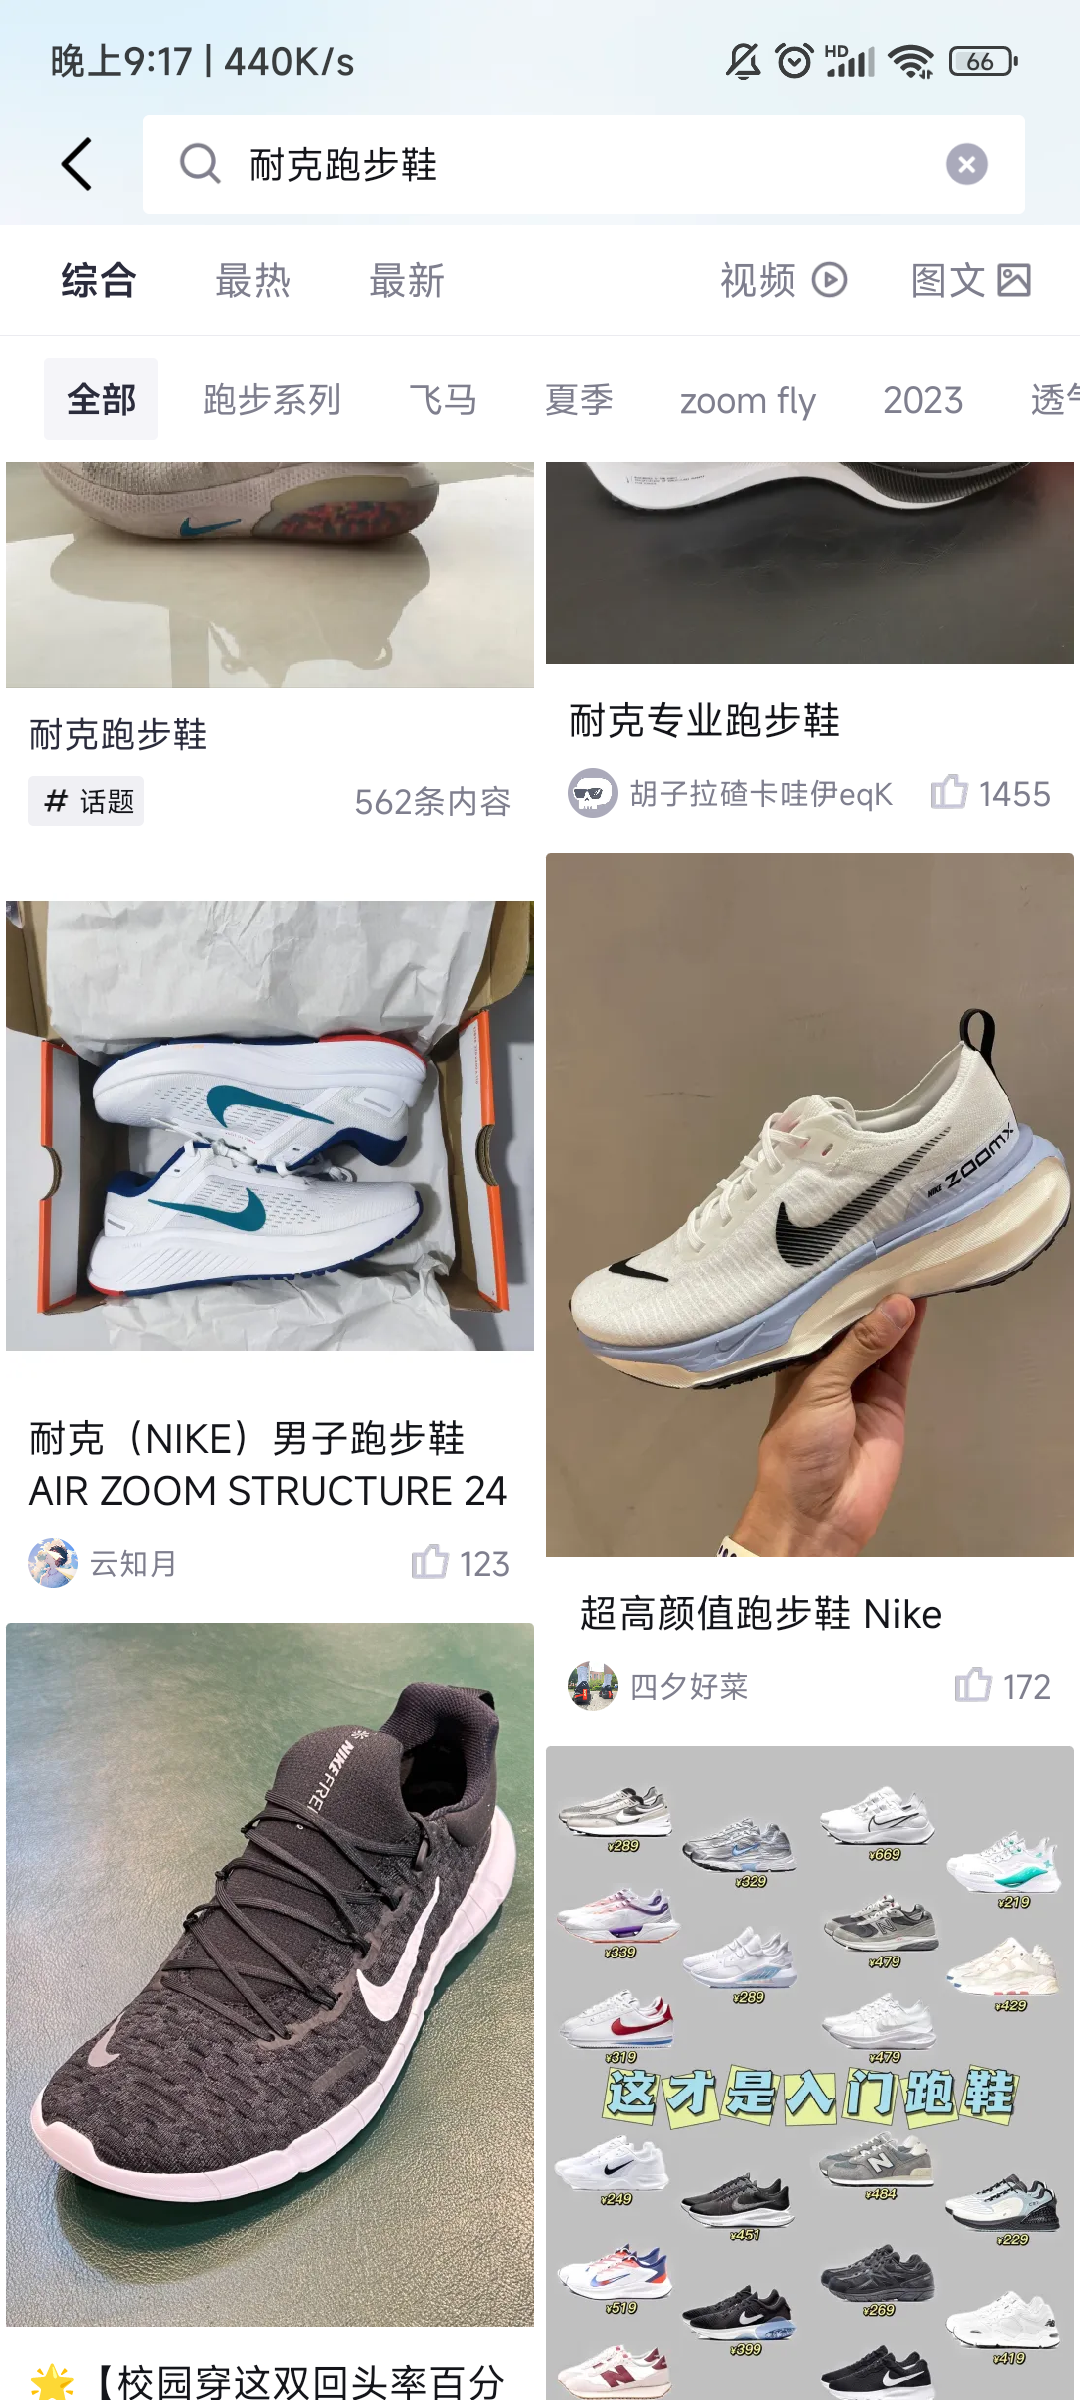 晚上9:17 | 440K/s
HD
66
耐克跑步鞋
综合
最热
最新
视频
图文
全部
跑步系列
飞马
夏季
zoom fly
2023
透气
耐克跑步鞋
# 话题
562条内容
耐克专业跑步鞋
胡子拉碴卡哇伊eqK
1455
NIKE ZOOMX
耐克（NIKE）男子跑步鞋
AIR ZOOM STRUCTURE 24
云知月
123
超高颜值跑步鞋 Nike
四夕好菜
172
NIKE FREE
🌟【校园穿这双回头率百分
¥289
¥329
¥669
¥219
¥339
¥289
¥479
¥429
¥319
¥479
这才是入门跑鞋
¥249
¥451
¥484
¥229
¥519
¥399
¥269
¥419